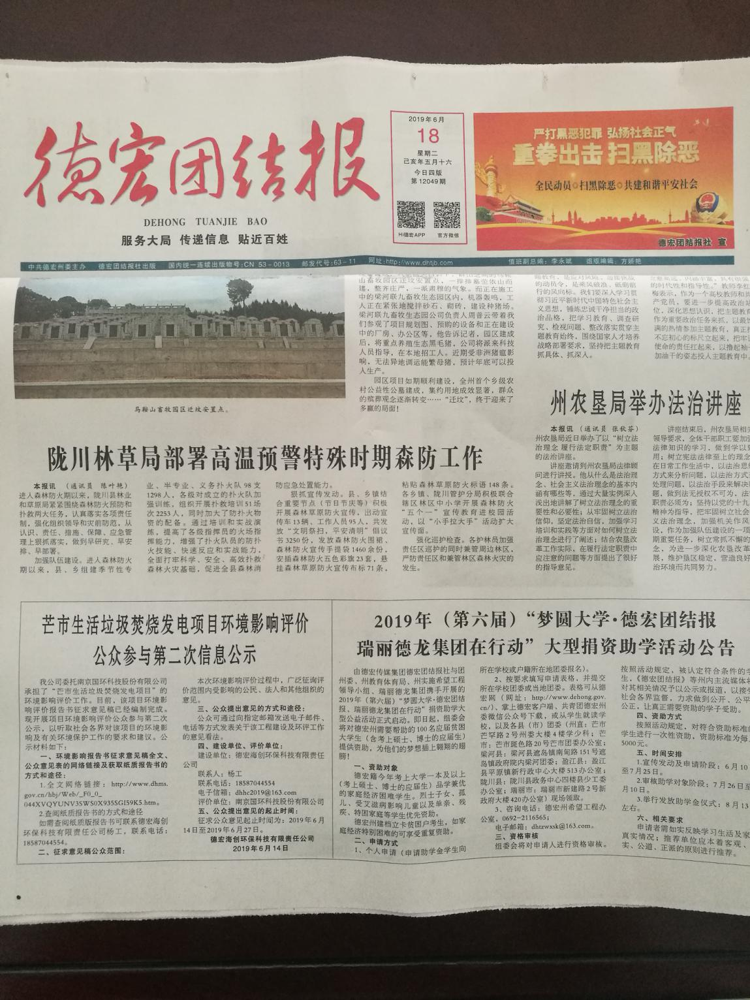 德宏团结报
DEHONG TUANJIE BAO
服务大局 传递信息 贴近百姓
2019年6月
18
星期二
己亥年五月十六
今日四版
第12049期
Hi德宏APP
官方微信
严打黑恶犯罪 弘扬社会正气
重拳出击 扫黑除恶
全民动员 扫黑除恶 共建和谐平安社会
德宏团结报社 宣
中共德宏州委主办 德宏团结报社出版 国内统一连续出版物号:CN 53-0013 邮发代号:63-11 网址:http://www.dhtjb.com 值班副总编:李永斌 组版编辑:方娇艳
马鞍山畜牧园区迁坟安置点。
山畜牧园区迁坟安置点,一排排墓茔依山而
建,整齐庄严,一派肃穆的气象。而正在施工
中的梁河联九畜牧生态园区内,机器轰鸣,工
人正在紧张地搅拌砂石、砌砖,建设种猪场。
梁河联九畜牧生态园公司负责人周普云带着我
们参观了项目规划图、预购的设备和正在建设
中的厂房、办公区等,他告诉记者,园区建成
后,将重点养殖生态黑毛猪,公司将派来科技
人员指导,在本地招工人。近期受非洲猪瘟影
响,无法异地调运能繁母猪,预计年底可以投
入生产。
园区项目如期顺利建设,全州首个乡级农
村公益性公墓建成,集约用地成效显著,群众
的殡葬观念逐渐转变……“迁坟”,终于迎来了
多赢的局面!
的动员令,是乘风破浪、砥砺前行
的风向标。我们要深入学习贯
彻习近平新时代中国特色社会主
义思想,锤炼忠诚干净担当的政
治品格,把学习教育、调查研
究、检视问题、整改落实贯穿主
题教育始终,围绕国家人才培养
战略部署要求,坚持把主题教育
抓具体、抓深入。
的时代性和指导性。”教师李红
梅表示,作为一个高校教师和共
产党员,要进一步提高政治站
位,深化思想认识,把主题教育
作为重要政治任务来抓,以最饱
满的热情参加主题教育,真正把
不忘初心的标尺立起来,把牢记
使命的责任扛起来,以撸起袖子
加油干的姿态投入主题教育中。
州农垦局举办法治讲座
本报讯 (通讯员 张秋芬)
州农垦局近日举办了以“树立法
治理念 履行法定职责”为主题
的法治讲座。
讲座邀请到州农垦局法律顾
问进行讲授。他从什么是法治理
念、社会主义法治理念的基本内
涵有哪些等,通过大量实例深入
浅出地讲解了树立法治理念的重
要性和必要性;从牢固树立法治
信仰,坚定法治自信,加强学习
培训和实践等方面对如何树立法
治理念进行了阐述;结合农垦改
革工作实际,在履行法定职责中
应注意的问题等方面提出了很好
的指导意见。
讲座结束后,州农垦局相关
领导要求,全体干部职工要加强
法律知识的学习,做到学以致
用;树立宪法法律至上的理念,
在日常工作生活中,以法治思维
方式来分析问题,以法治方式来
处理问题,以法治手段来解决问
题,做到法无授权不可为,法定
职责必须为;坚持以党的十九大
精神为指导,把牢固树立社会主
义法治理念,加强机关作风建
设,作为加强队伍建设的一项长
期重要任务,树立常抓不懈的观
念,为进一步深化农垦改革发
展,维护垦区稳定,营造良好法
治环境而共同努力。
陇川林草局部署高温预警特殊时期森防工作
本报讯 (通讯员 陈叶艳)
进入森林防火期以来,陇川县林业
和草原局紧紧围绕森林防火预防和
扑救两大任务,认真落实各项责任
制,强化组织领导和灾前防范,从
认识、责任、措施、保障、应急管
理上狠抓落实,做到早研究、早安
排、早部署。
加强队伍建设。进入森林防火
期以来,县、乡组建季节性专
业、半专业、义务扑火队98支
1298人,各级对成立的扑火队加
强训练,组织开展扑救培训51场
次2253人,同时加大了防扑火物
资的配备。通过培训和实战演
练,提高了各级指挥员的火场指
挥能力,增强了扑火队员的防扑
火技能、快速反应和实战能力,
全面打牢科学、安全、高效扑救
森林火灾基础,促进全县森林消
防应急处置能力。
狠抓宣传发动。县、乡镇结
合重要节点(节日节庆等)积极
开展森林草原防火宣传,出动宣
传车13辆、工作人员95人,共发
放“文明祭扫,平安清明”倡议
书3250份,发放森林防火围裙、
森林防火宣传手提袋1460余份,
安插森林防火五色彩旗23套,悬
挂森林草原防火宣传布标71条,
粘贴森林草原防火标语148条。
各乡镇、陇川管护分局积极联合
辖区林区中小学开展森林防火
“五个一”宣传教育进校园活
动,以“小手拉大手”活动扩大
宣传面。
强化巡护检查。各护林员加强
责任区巡护的同时兼管周边林区,
严防责任区和兼管林区森林火灾的
发生。
芒市生活垃圾焚烧发电项目环境影响评价
公众参与第二次信息公示
我公司委托南京国环科技股份有限公司
承担了“芒市生活垃圾焚烧发电项目”的
环境影响评价工作。目前,该项目环境影
响评价报告书征求意见稿已经编制完成。
现开展项目环境影响评价公众参与第二次
公示,以听取社会各界对该项目的环境影
响及有关环境保护工作的要求和建议。公
示材料如下:
一、环境影响报告书征求意见稿全文、
公众意见表的网络链接及获取纸质报告书的
方式和途径:
1.全文网络链接:http://www.dhms.
gov.cn/hbj/Web/_F0_0_
044XVQYUNV3SWS0X935SGI59K5.htm。
2.查阅纸质报告书的方式和途径
如需查阅纸质版报告书可联系德宏海创
环保科技有限责任公司杨工,联系电话:
18587044554。
二、征求意见稿公众范围:
本次环境影响评价过程中,广泛征询评
价范围内受影响的公民、法人和其他组织的
意见。
三、公众提出意见的方式和途径:
公众可通过向指定邮箱发送电子邮件、
电话等方式发表关于该工程建设及环评工作
的意见看法。
四、建设单位、评价单位:
建设单位:德宏海创环保科技有限责任
公司
联系人:杨工
联系电话:18587044554
电子信箱:dhhc2019@163.com
评价单位:南京国环科技股份有限公司
五、公众提出意见的起止时间:
征求公众意见起止时间为:2019年6月
14日至2019年6月27日。
德宏海创环保科技有限责任公司
2019年6月14日
2019年(第六届)“梦圆大学·德宏团结报
瑞丽德龙集团在行动”大型捐资助学活动公告
由德宏传媒集团德宏团结报社与团
州委、州教育体育局,州实施希望工程
领导小组、瑞丽德龙集团携手开展的
2019年(第六届)“梦圆大学·德宏团结
报、瑞丽德龙集团在行动”捐资助学大
型公益活动正式启动。即日起,组委会
将对德宏州需要帮助的100名应届贫困
大学生(含考上硕士、博士的应届生)
提供资助,为他们的梦想插上翱翔的翅
膀!
一、资助对象
德宏籍今年考上大学一本及以上
(考上硕士、博士的应届生)品学兼优
的家庭经济困难学生。烈士子女、孤
儿、受艾滋病影响儿童以及单亲、残
疾、特困家庭等学生优先资助。
德宏州建档立卡贫困户考生,如家
庭经济特别困难的可享受重复资助。
二、申请方式
1、个人申请(申请助学金学生向
所在学校或户籍所在地团委报名)。
2、按要求填写申请表格,并提交
所在学校团委或当地团委。表格可从德
宏网(网址:http://www.dehong.gov.
cn/)、掌上德宏客户端、共青团德宏州
委微信公众号下载,或从学生就读学
校,以及各县(市)团委(州直:芒市
芒罕路2号州委大楼4楼学少科;芒
市:芒市斑色路20号芒市团委办公室;
梁河县:梁河县遮岛镇南甸路151号遮
岛镇政府院内梁河团委;盈江县:盈江
县平原镇新行政中心大楼513办公室;
陇川县:陇川县政务中心四楼县少工委
办公室;瑞丽市:瑞丽市新建路2号新
政府大楼420办公室)现场领取。
3、咨询电话:德宏州希望工程办
公室,0692-2116565;
电子邮箱:dhtzwxsk@163.com。
三、资格审核
组委会将对申请人进行资格审核。
按照活动规定,被认定符合条件的学
生,《德宏团结报》等州内主流媒体将
对其相关情况予以公示或报道,以接受
社会各界监督,力求做到公开、公平、
公正,让真正需要资助的学子受助。
四、资助方式
按照活动规定,对符合资助标准的
学生进行一次性资助,资助标准为每人
5000元。
五、时间安排
1.宣传发动及申请阶段:6月10
至7月25日。
2.审核助学对象阶段:7月26日至
月10日。
3.举行发放助学金仪式:8月13
左右。
六、相关要求
申请者需如实反映学习生活及家
真实情况;推荐单位应本着客观、
实、公道、正派的原则进行推荐。